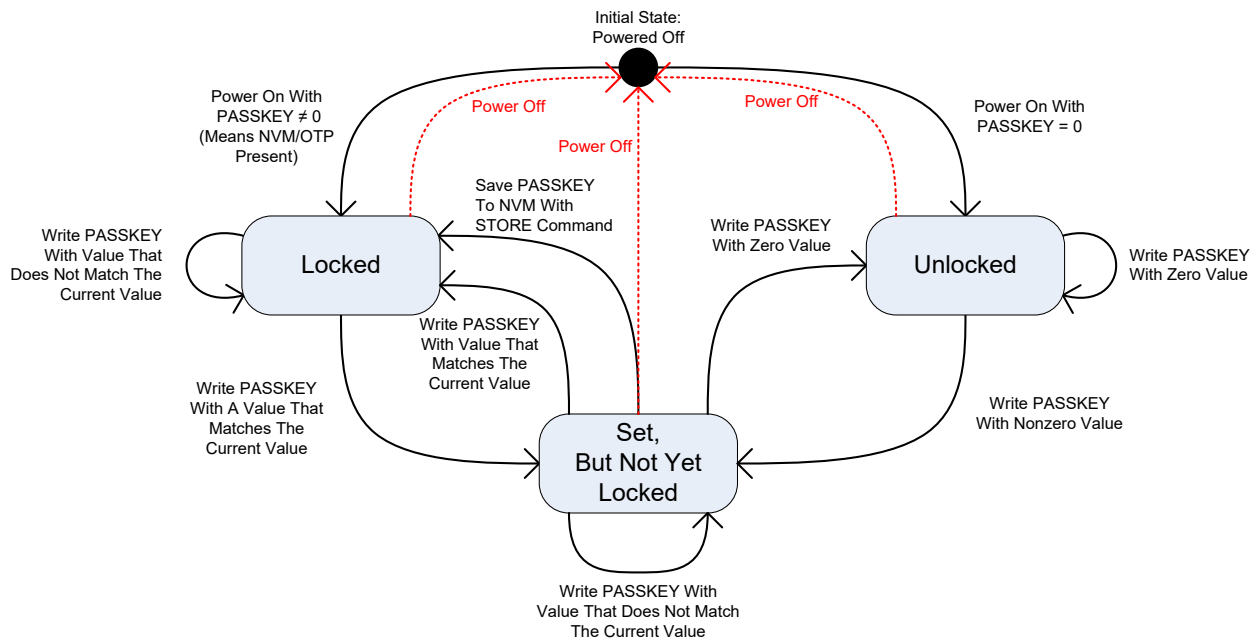 Initial State:
Powered Off
Power On With
PASSKEY ≠ 0
(Means NVM/OTP
Present)
Power Off
Power Off
Power Off
Power On With
PASSKEY = 0
Save PASSKEY
To NVM With
STORE Command
Write PASSKEY
With Value That
Does Not Match The
Current Value
Locked
Write PASSKEY
With Zero Value
Unlocked
Write PASSKEY
With Zero Value
Write PASSKEY
With Value That
Matches The
Current Value
Write PASSKEY
With A Value That
Matches The
Current Value
Write PASSKEY
With Nonzero Value
Set,
But Not Yet
Locked
Write PASSKEY With
Value That Does Not Match
The Current Value